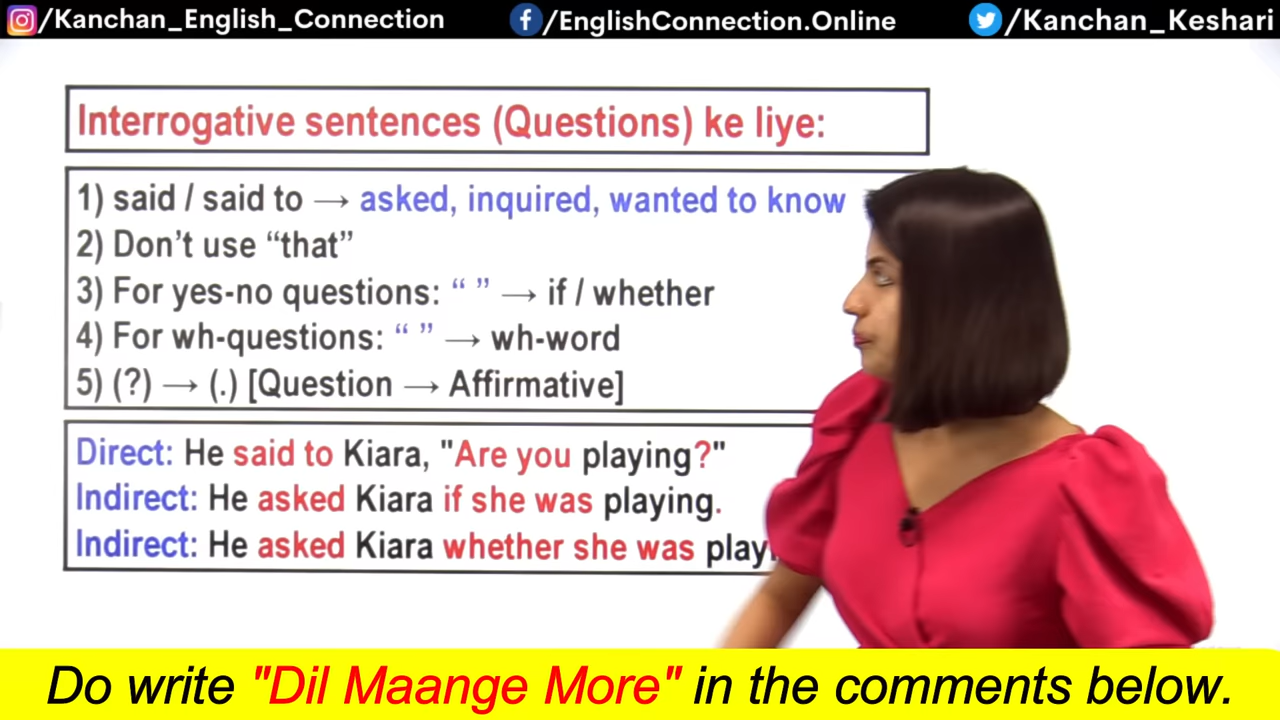 /Kanchan_English_Connection /EnglishConnection.Online /Kanchan_Keshari
Interrogative sentences (Questions) ke liye:
1) said / said to → asked, inquired, wanted to know
2) Don’t use “that”
3) For yes-no questions: “ ” → if / whether
4) For wh-questions: “ ” → wh-word
5) (?) → (.) [Question → Affirmative]
Direct: He said to Kiara, "Are you playing?"
Indirect: He asked Kiara if she was playing.
Indirect: He asked Kiara whether she was
Do write "Dil Maange More" in the comments below.